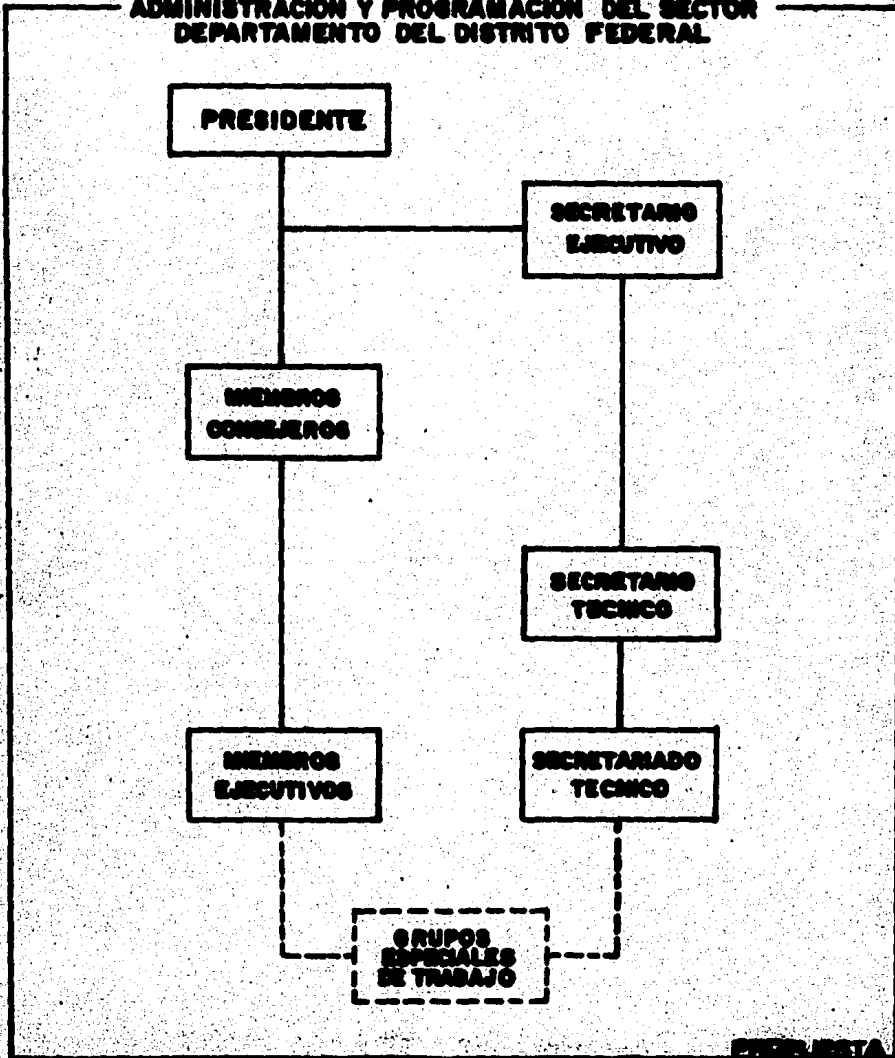 ADMINISTRACION Y PROGRAMACION DEL SECTOR
DEPARTAMENTO DEL DISTRITO FEDERAL
PRESIDENTE
SECRETARIO
EJECUTIVO
MIEMBROS
CONSEJEROS
SECRETARIO
TECNICO
MIEMBROS
EJECUTIVOS
SECRETARIADO
TECNICO
GRUPOS
ESPECIALES
DE TRABAJO